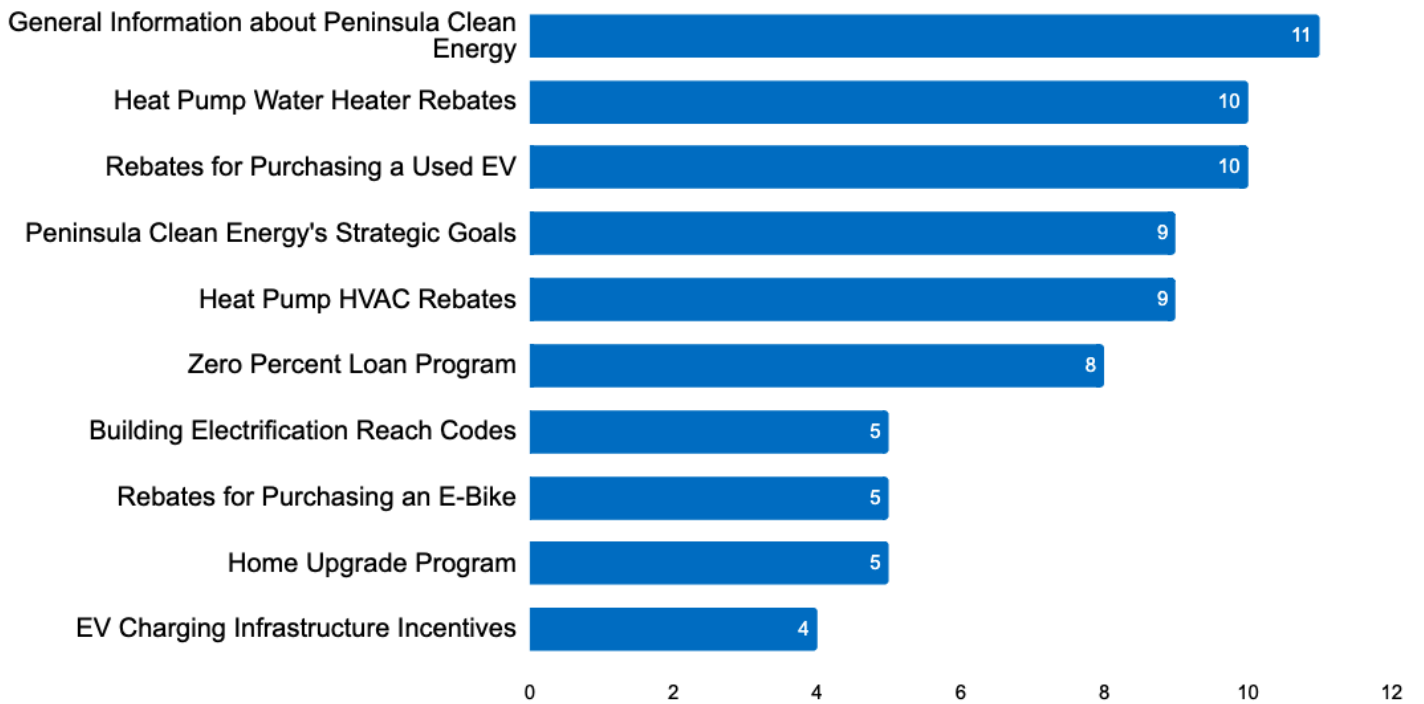 General Information about Peninsula Clean
Energy
11
Heat Pump Water Heater Rebates
10
Rebates for Purchasing a Used EV
10
Peninsula Clean Energy's Strategic Goals
9
Heat Pump HVAC Rebates
9
Zero Percent Loan Program
8
Building Electrification Reach Codes
5
Rebates for Purchasing an E-Bike
5
Home Upgrade Program
5
EV Charging Infrastructure Incentives
4
0 2 4 6 8 10 12